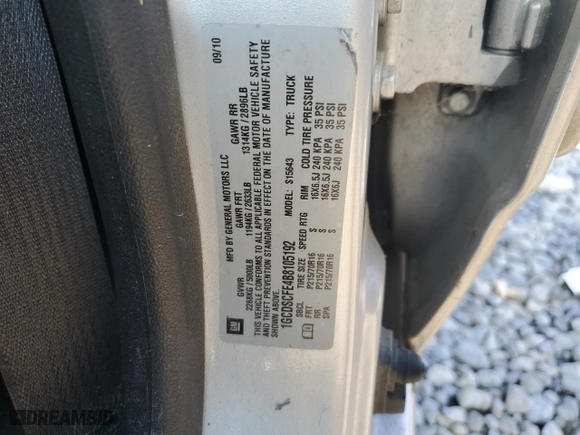 MFD BY GENERAL MOTORS LLC 09/10
GVWR GAWR FRT GAWR RR
2268KG / 5000LB 1194KG / 2633LB 1314KG / 2896LB
THIS VEHICLE CONFORMS TO ALL APPLICABLE FEDERAL MOTOR VEHICLE SAFETY
AND THEFT PREVENTION STANDARDS IN EFFECT ON THE DATE OF MANUFACTURE
SHOWN ABOVE.
1GCDSCFE4B8105192 MODEL: S15643 TYPE: TRUCK
GM
SBCL TIRE SIZE SPEED RTG RIM COLD TIRE PRESSURE
FRT P215/70R16 S 16X6.5J 240 KPA 35 PSI
RR P215/70R16 S 16X6.5J 240 KPA 35 PSI
SPA P215/70R16 S 16X6J 240 KPA 35 PSI
DREAMBID